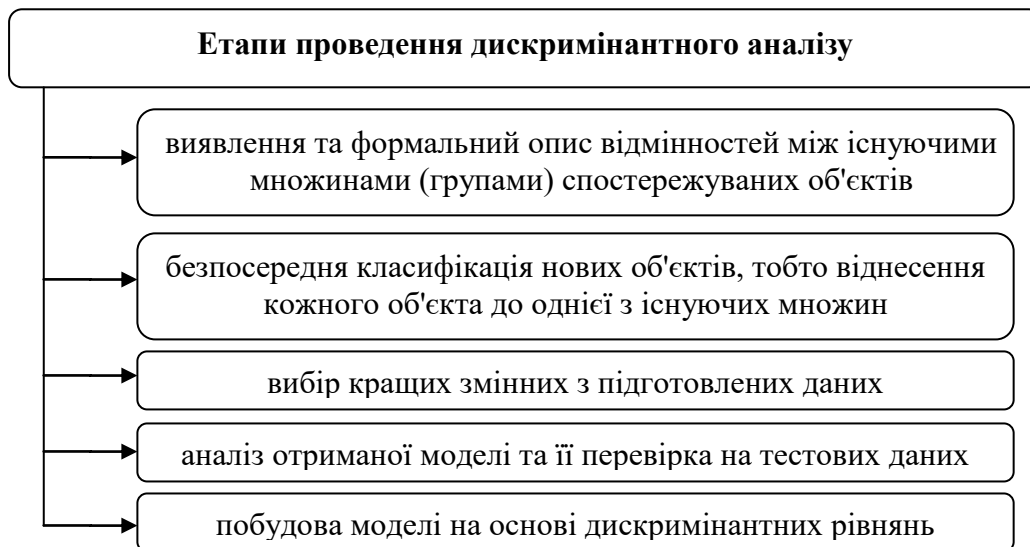 Етапи проведення дискримінантного аналізу
виявлення та формальний опис відмінностей між існуючими
множинами (групами) спостережуваних об'єктів
безпосередня класифікація нових об'єктів, тобто віднесення
кожного об'єкта до однієї з існуючих множин
вибір кращих змінних з підготовлених даних
аналіз отриманої моделі та її перевірка на тестових даних
побудова моделі на основі дискримінантних рівнянь